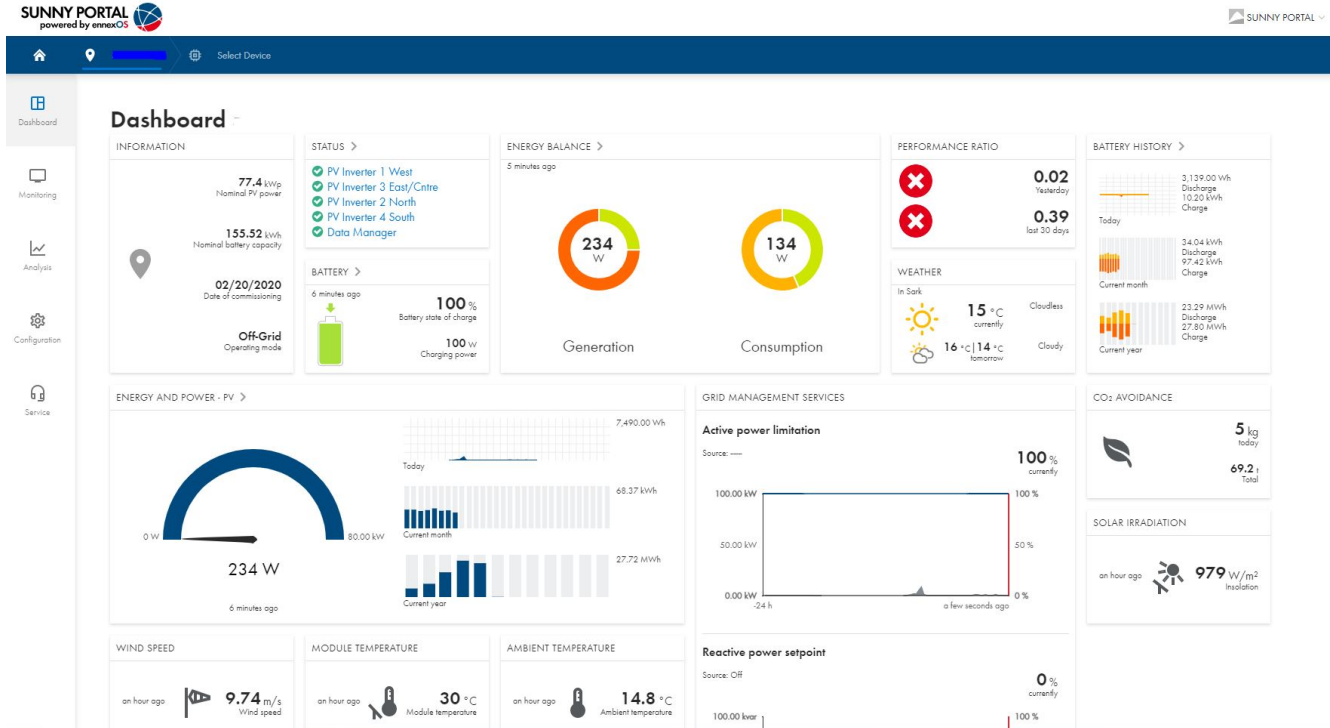 SUNNY PORTAL
powered by ennexOS
SUNNY PORTAL
Select Device
Dashboard
Monitoring
Analysis
Configuration
Service
Dashboard
INFORMATION
77.4 kWp
Nominal PV power
155.52 kWh
Nominal battery capacity
02/20/2020
Date of commissioning
Off-Grid
Operating mode
STATUS
PV Inverter 1 West
PV Inverter 3 East/Cntre
PV Inverter 2 North
PV Inverter 4 South
Data Manager
BATTERY
6 minutes ago
100 %
Battery state of charge
100 W
Charging power
ENERGY BALANCE
5 minutes ago
234
W
Generation
134
W
Consumption
PERFORMANCE RATIO
0.02
Yesterday
0.39
last 30 days
WEATHER
In Sark
15 °C
currently
Cloudless
16 °C|14 °C
tomorrow
Cloudy
BATTERY HISTORY
3,139.00 Wh
Discharge
10.20 kWh
Charge
Today
34.04 kWh
Discharge
97.42 kWh
Charge
Current month
23.29 MWh
Discharge
27.80 MWh
Charge
Current year
ENERGY AND POWER - PV
0 W
80.00 kW
234 W
6 minutes ago
7,490.00 Wh
Today
68.37 kWh
Current month
27.72 MWh
Current year
GRID MANAGEMENT SERVICES
Active power limitation
Source: —
100 %
currently
100.00 kW
100 %
50.00 kW
50 %
0.00 kW
0 %
-24 h
a few seconds ago
Reactive power setpoint
Source: Off
0 %
currently
100.00 kvar
100 %
CO₂ AVOIDANCE
5 kg
today
69.2 t
Total
SOLAR IRRADIATION
an hour ago
979 W/m²
Insolation
WIND SPEED
an hour ago
9.74 m/s
Wind speed
MODULE TEMPERATURE
an hour ago
30 °C
Module temperature
AMBIENT TEMPERATURE
an hour ago
14.8 °C
Ambient temperature